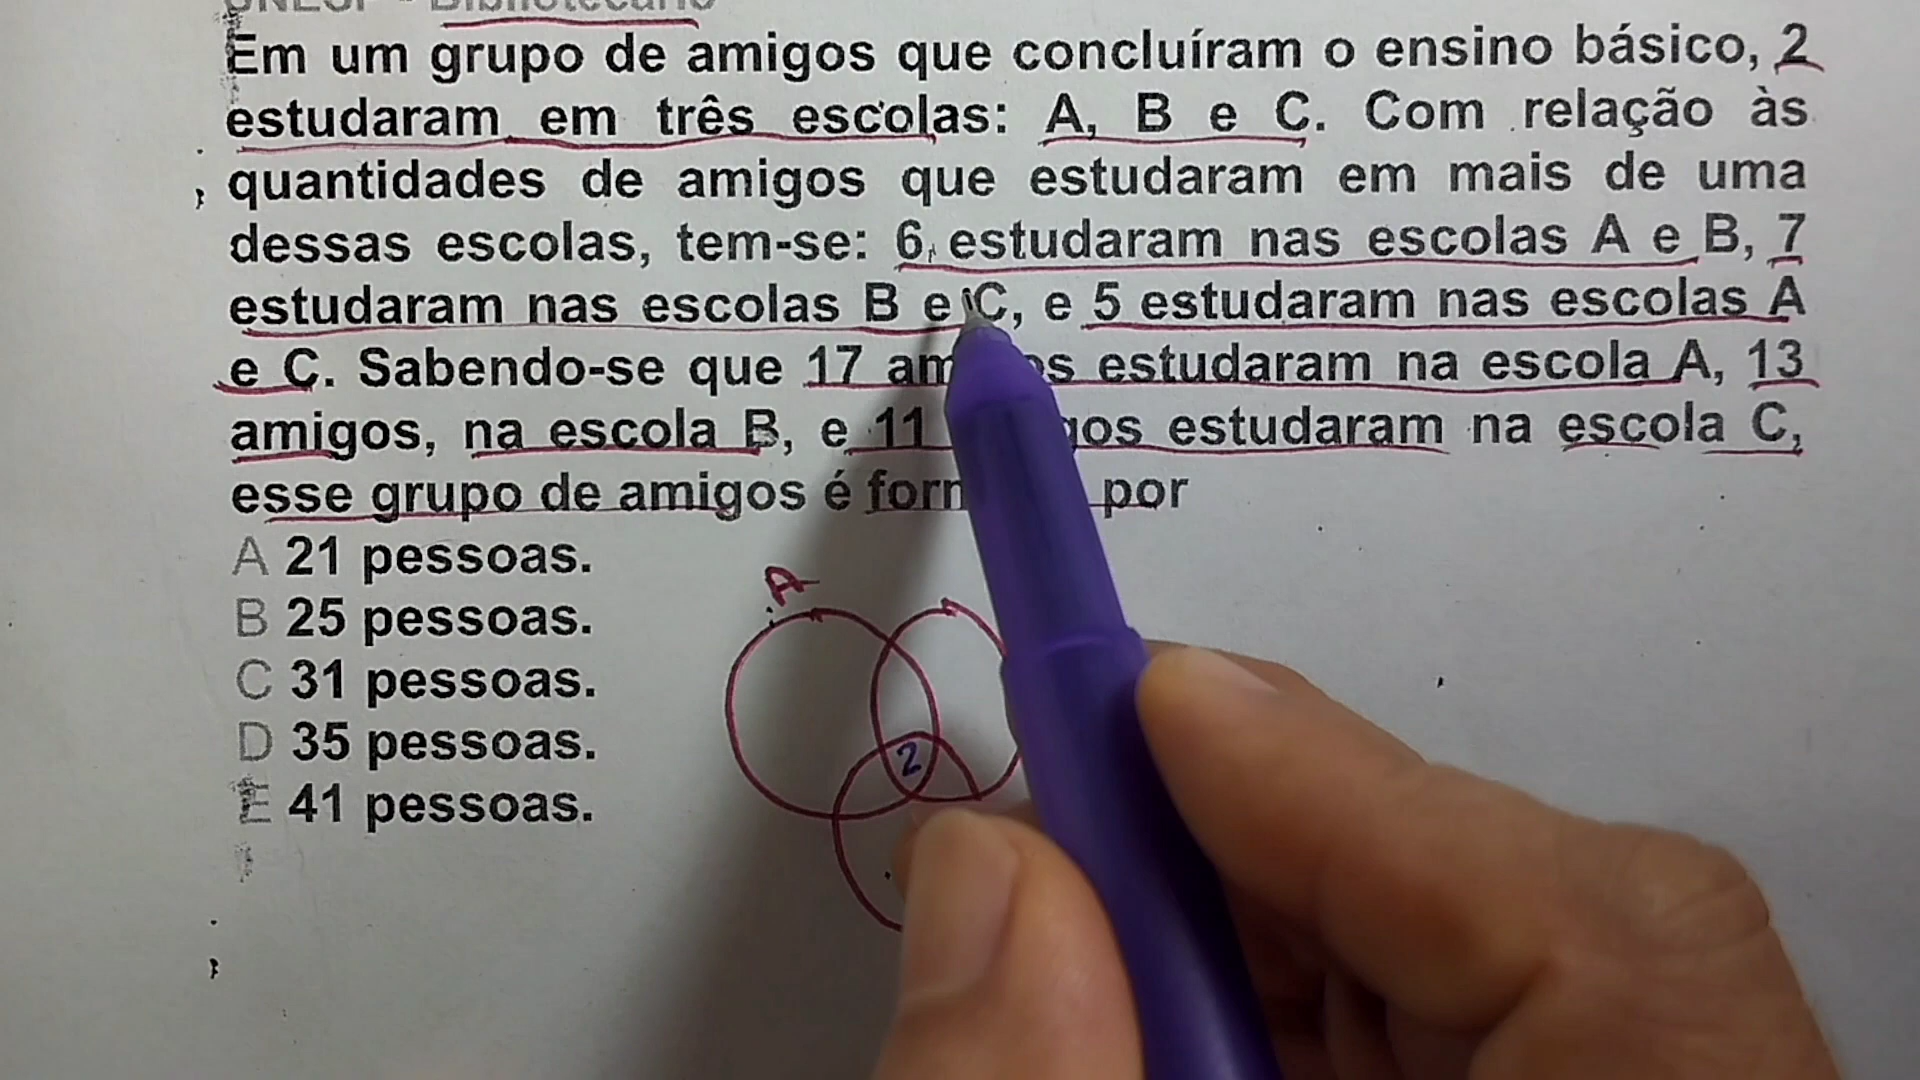 Em um grupo de amigos que concluíram o ensino básico, 2
estudaram em três escolas: A, B e C. Com relação às
quantidades de amigos que estudaram em mais de uma
dessas escolas, tem-se: 6, estudaram nas escolas A e B, 7
estudaram nas escolas B e C, e 5 estudaram nas escolas A
e C. Sabendo-se que 17 estudaram na escola A, 13
amigos, na escola B, e 11 estudaram na escola C,
esse grupo de amigos é por
A 21 pessoas.
B 25 pessoas.
C 31 pessoas.
D 35 pessoas.
E 41 pessoas.
A
2